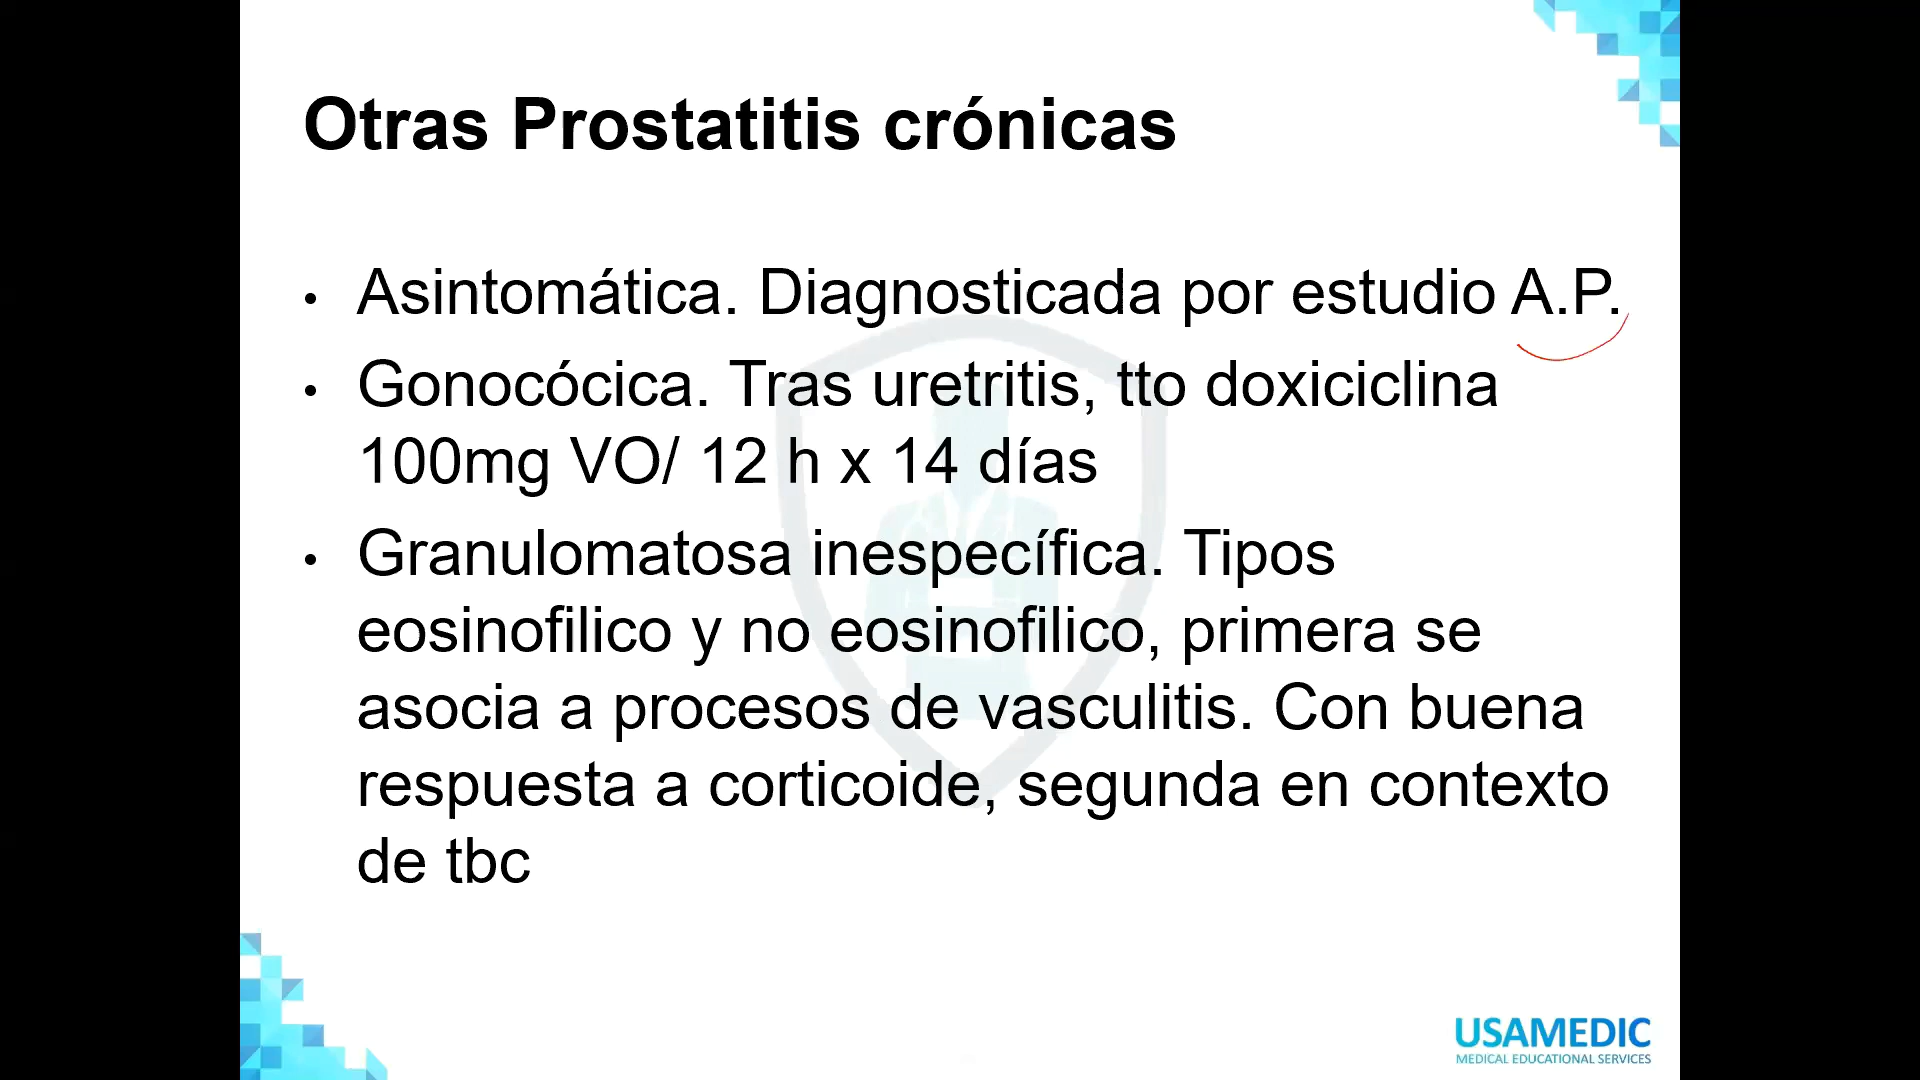 Otras Prostatitis crónicas
• Asintomática. Diagnosticada por estudio A.P.
• Gonocócica. Tras uretritis, tto doxiciclina
100mg VO/ 12 h x 14 días
• Granulomatosa inespecífica. Tipos
eosinofilico y no eosinofilico, primera se
asocia a procesos de vasculitis. Con buena
respuesta a corticoide, segunda en contexto
de tbc
USAMEDIC
MEDICAL EDUCATIONAL SERVICES